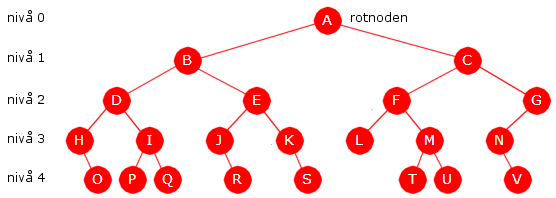 nivå 0 A rotnoden
nivå 1 B C
nivå 2 D E F G
nivå 3 H I J K L M N
nivå 4 O P Q R S T U V